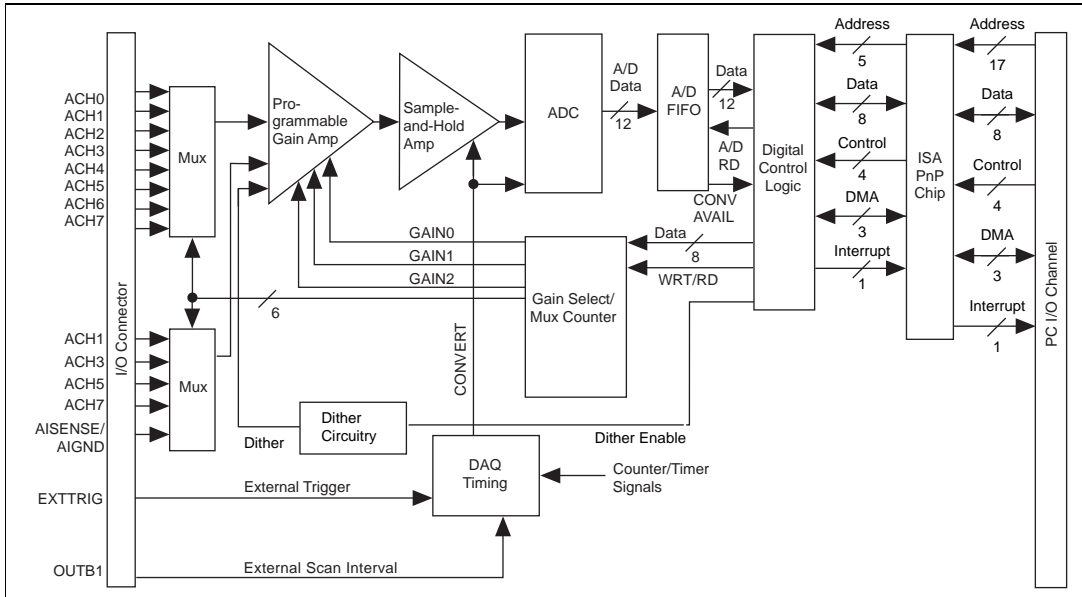 I/O Connector
ACH0
ACH1
ACH2
ACH3
ACH4
ACH5
ACH6
ACH7
Mux
ACH1
ACH3
ACH5
ACH7
AISENSE/
AIGND
Mux
EXTTRIG
OUTB1
Pro-
grammable
Gain Amp
Sample-
and-Hold
Amp
ADC
A/D
Data
12
A/D
FIFO
Data
12
A/D
RD
CONV
AVAIL
Digital
Control
Logic
Address
5
Data
8
Control
4
DMA
3
Interrupt
1
ISA
PnP
Chip
Address
17
Data
8
Control
4
DMA
3
Interrupt
1
PC I/O Channel
GAIN0
GAIN1
GAIN2
6
Gain Select/
Mux Counter
Data
8
WRT/RD
CONVERT
Dither
Dither
Circuitry
Dither Enable
DAQ
Timing
Counter/Timer
Signals
External Trigger
External Scan Interval